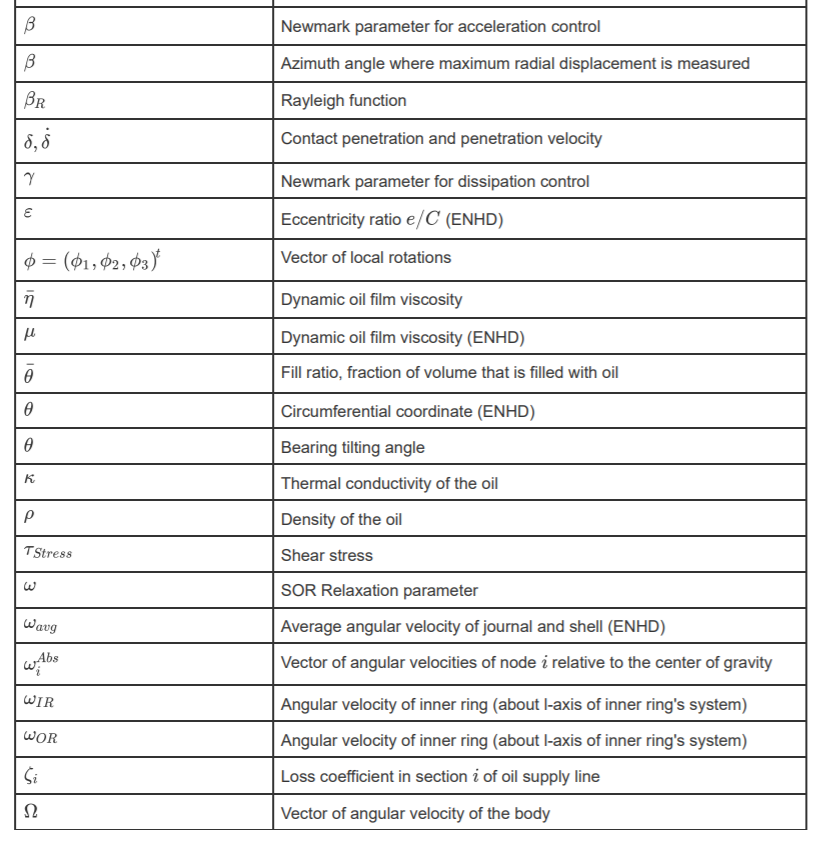 β Newmark parameter for acceleration control
β Azimuth angle where maximum radial displacement is measured
β_R Rayleigh function
δ, δ̇ Contact penetration and penetration velocity
γ Newmark parameter for dissipation control
ε Eccentricity ratio e/C (ENHD)
ϕ = (ϕ₁, ϕ₂, ϕ₃)ᵗ Vector of local rotations
η̄ Dynamic oil film viscosity
μ Dynamic oil film viscosity (ENHD)
θ̄ Fill ratio, fraction of volume that is filled with oil
θ Circumferential coordinate (ENHD)
θ Bearing tilting angle
κ Thermal conductivity of the oil
ρ Density of the oil
τ_Stress Shear stress
ω SOR Relaxation parameter
ω_avg Average angular velocity of journal and shell (ENHD)
ω_i^Abs Vector of angular velocities of node i relative to the center of gravity
ω_IR Angular velocity of inner ring (about I-axis of inner ring's system)
ω_OR Angular velocity of inner ring (about I-axis of inner ring's system)
ζ_i Loss coefficient in section i of oil supply line
Ω Vector of angular velocity of the body